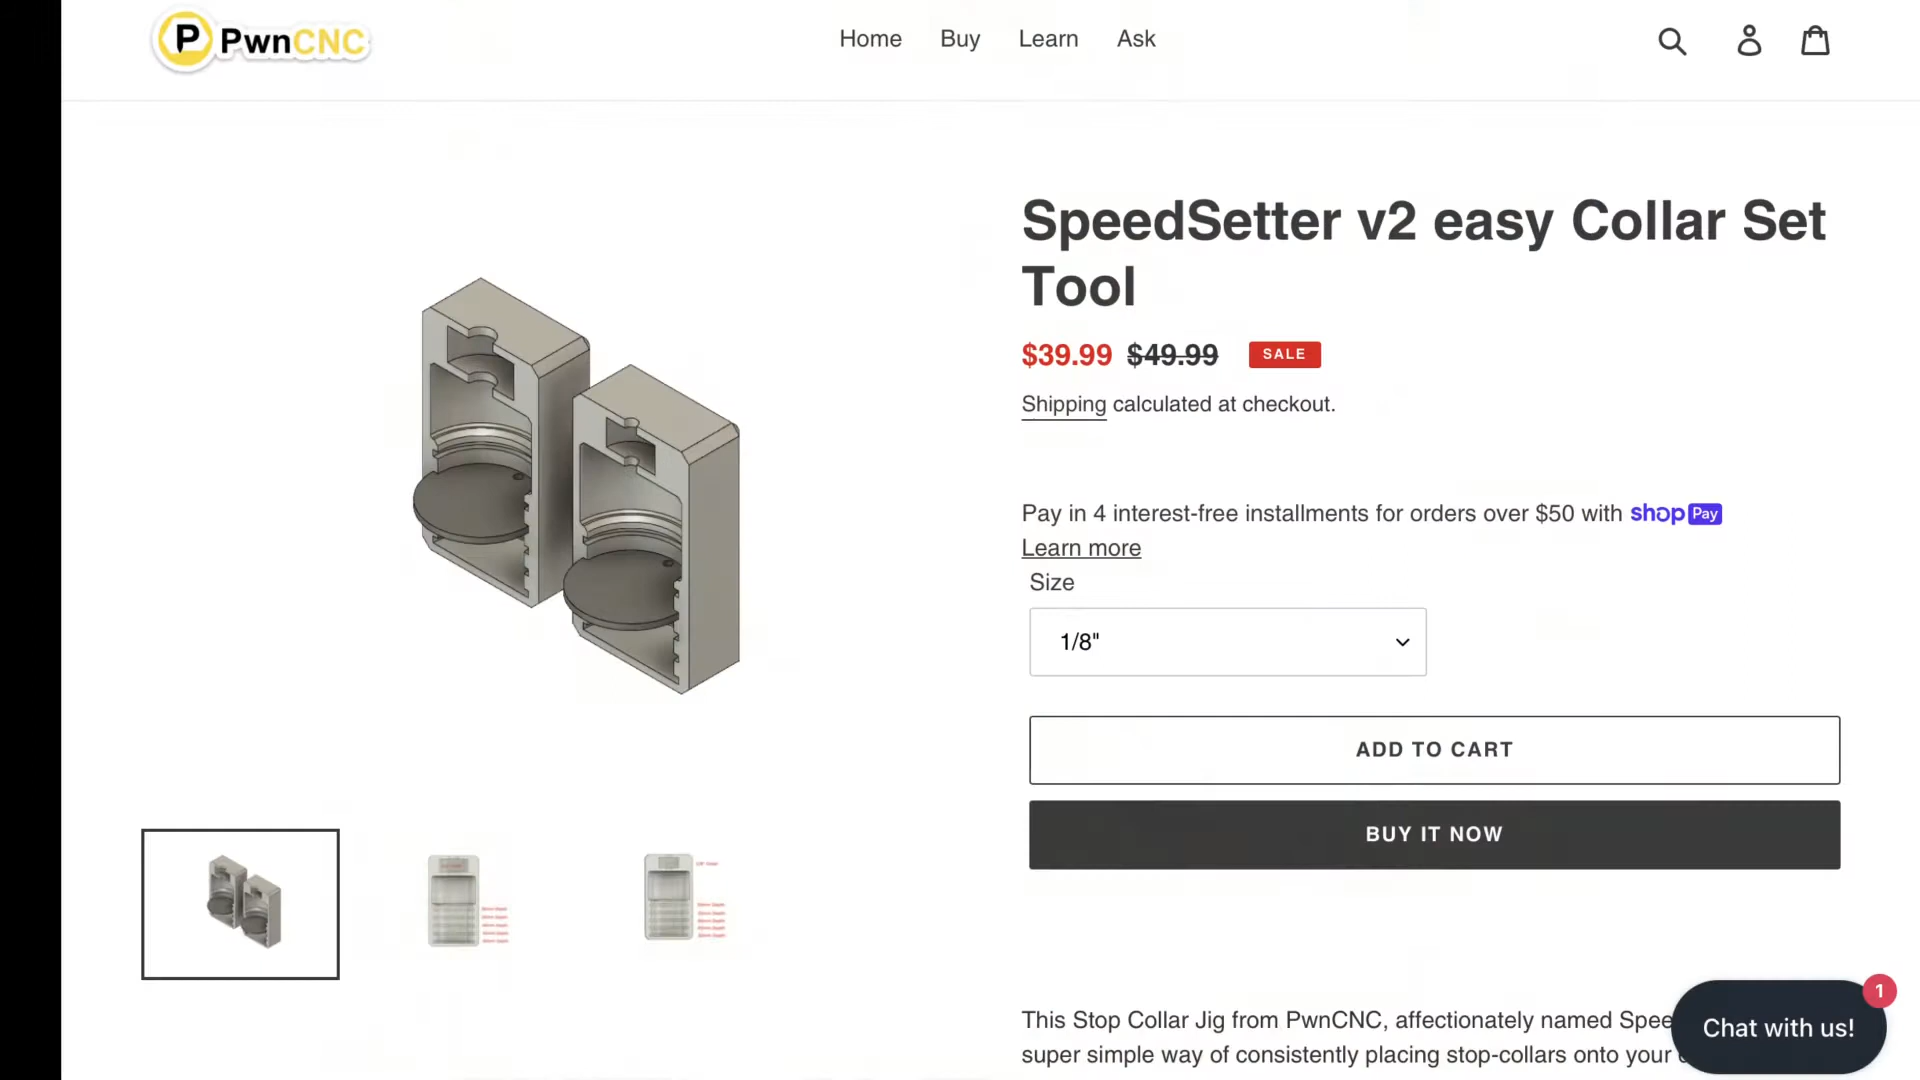 P PwnCNC
Home Buy Learn Ask
SpeedSetter v2 easy Collar Set
Tool
$39.99 $49.99 SALE
Shipping calculated at checkout.
Pay in 4 interest-free installments for orders over $50 with shop Pay
Learn more
Size
1/8"
ADD TO CART
BUY IT NOW
This Stop Collar Jig from PwnCNC, affectionately named
super simple way of consistently placing stop-collars onto your
1
Chat with us!